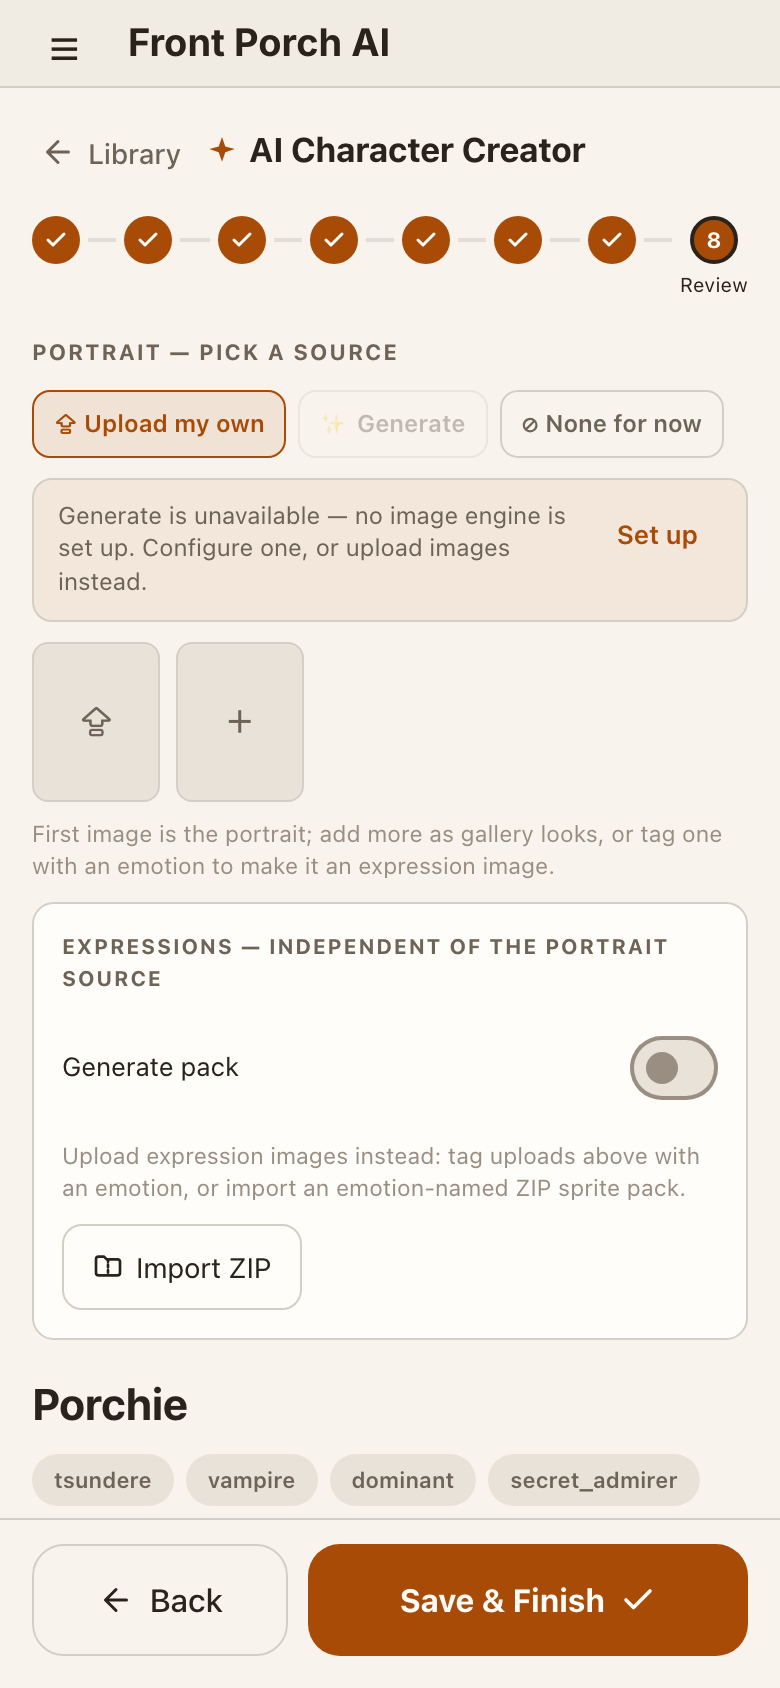 Front Porch AI
Library
AI Character Creator
8
Review
PORTRAIT — PICK A SOURCE
Upload my own
Generate
None for now
Generate is unavailable — no image engine is
set up. Configure one, or upload images
instead.
Set up
First image is the portrait; add more as gallery looks, or tag one
with an emotion to make it an expression image.
EXPRESSIONS — INDEPENDENT OF THE PORTRAIT
SOURCE
Generate pack
Upload expression images instead: tag uploads above with
an emotion, or import an emotion-named ZIP sprite pack.
Import ZIP
Porchie
tsundere
vampire
dominant
secret_admirer
Back
Save & Finish